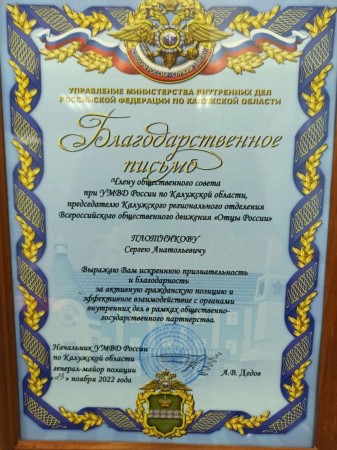 УПРАВЛЕНИЕ МИНИСТЕРСТВА ВНУТРЕННИХ ДЕЛ
РОССИЙСКОЙ ФЕДЕРАЦИИ ПО КАЛУЖСКОЙ ОБЛАСТИ
Благодарственное
письмо
Члену общественного совета
при УМВД России по Калужской области,
председателю Калужского регионального отделения
Всероссийского общественного движения «Отцы России»
ПЛОТНИКОВУ
Сергею Анатольевичу
Выражаю Вам искреннюю признательность
и благодарность
за активную гражданскую позицию и
эффективное взаимодействие с органами
внутренних дел в рамках общественно-
государственного партнерства.
Начальник УМВД России
по Калужской области
генерал-майор полиции
А.В. Дедов
«23» ноября 2022 года